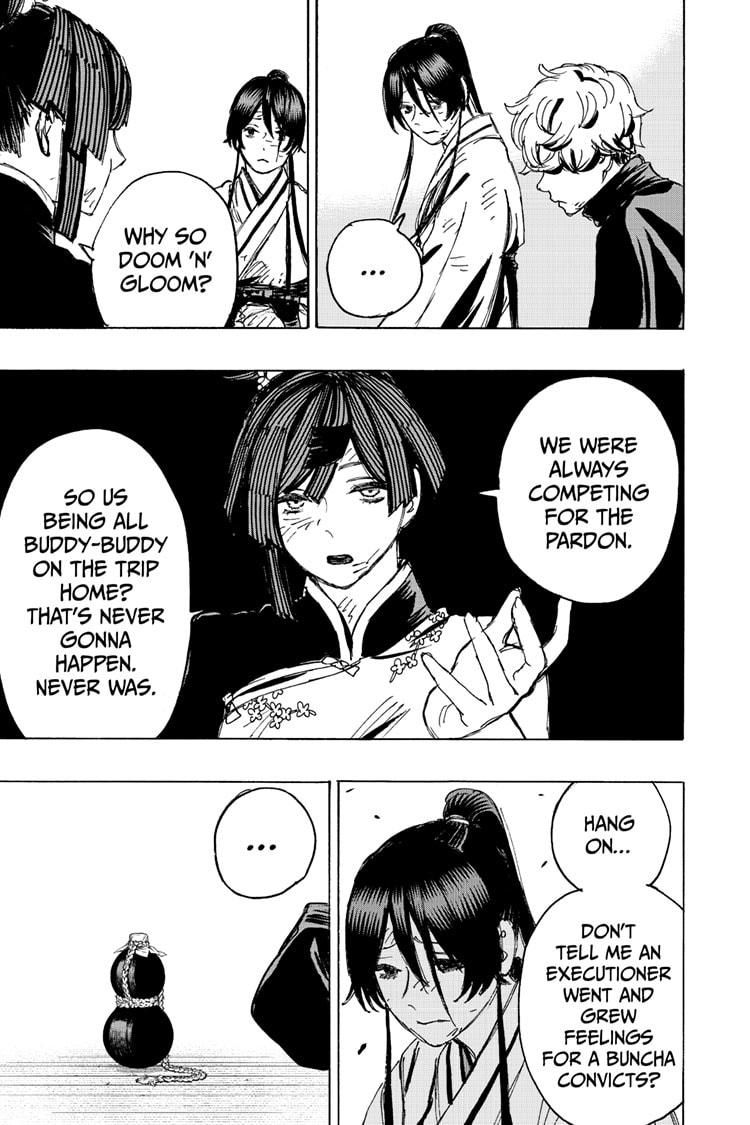 ...
WHY SO
DOOM 'N'
GLOOM?
WE WERE
ALWAYS
COMPETING
FOR THE
PARDON.
SO US
BEING ALL
BUDDY-BUDDY
ON THE TRIP
HOME?
THAT'S NEVER
GONNA
HAPPEN.
NEVER WAS.
HANG
ON...
DON'T
TELL ME AN
EXECUTIONER
WENT AND
GREW
FEELINGS
FOR A BUNCHA
CONVICTS?
...